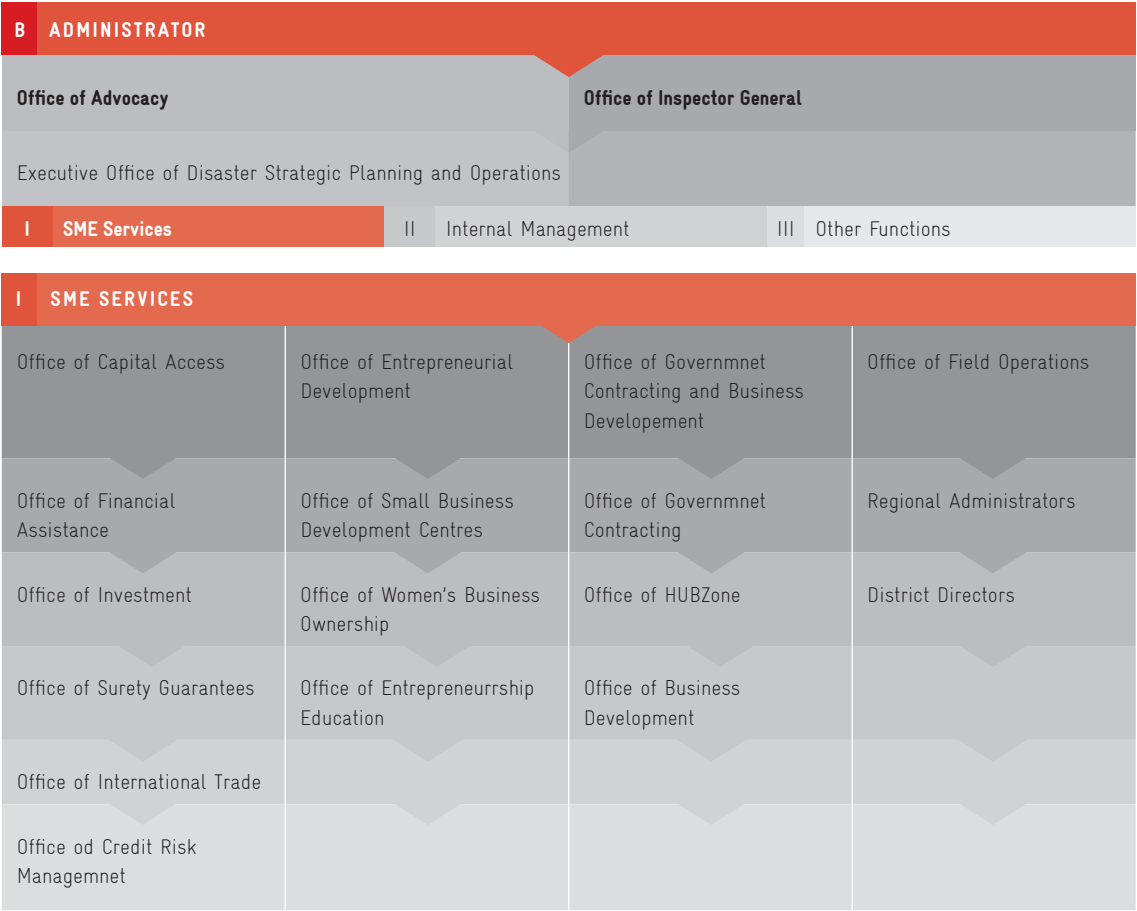 B ADMINISTRATOR
Office of Advocacy
Office of Inspector General
Executive Office of Disaster Strategic Planning and Operations
I SME Services
II Internal Management
III Other Functions
I SME SERVICES
Office of Capital Access
Office of Entrepreneurial
Development
Office of Governmnet
Contracting and Business
Developement
Office of Field Operations
Office of Financial
Assistance
Office of Small Business
Development Centres
Office of Governmnet
Contracting
Regional Administrators
Office of Investment
Office of Women's Business
Ownership
Office of HUBZone
District Directors
Office of Surety Guarantees
Office of Entrepreneurrship
Education
Office of Business
Development
Office of International Trade
Office od Credit Risk
Managemnet